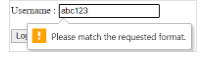 Username : abc123
Please match the requested format.